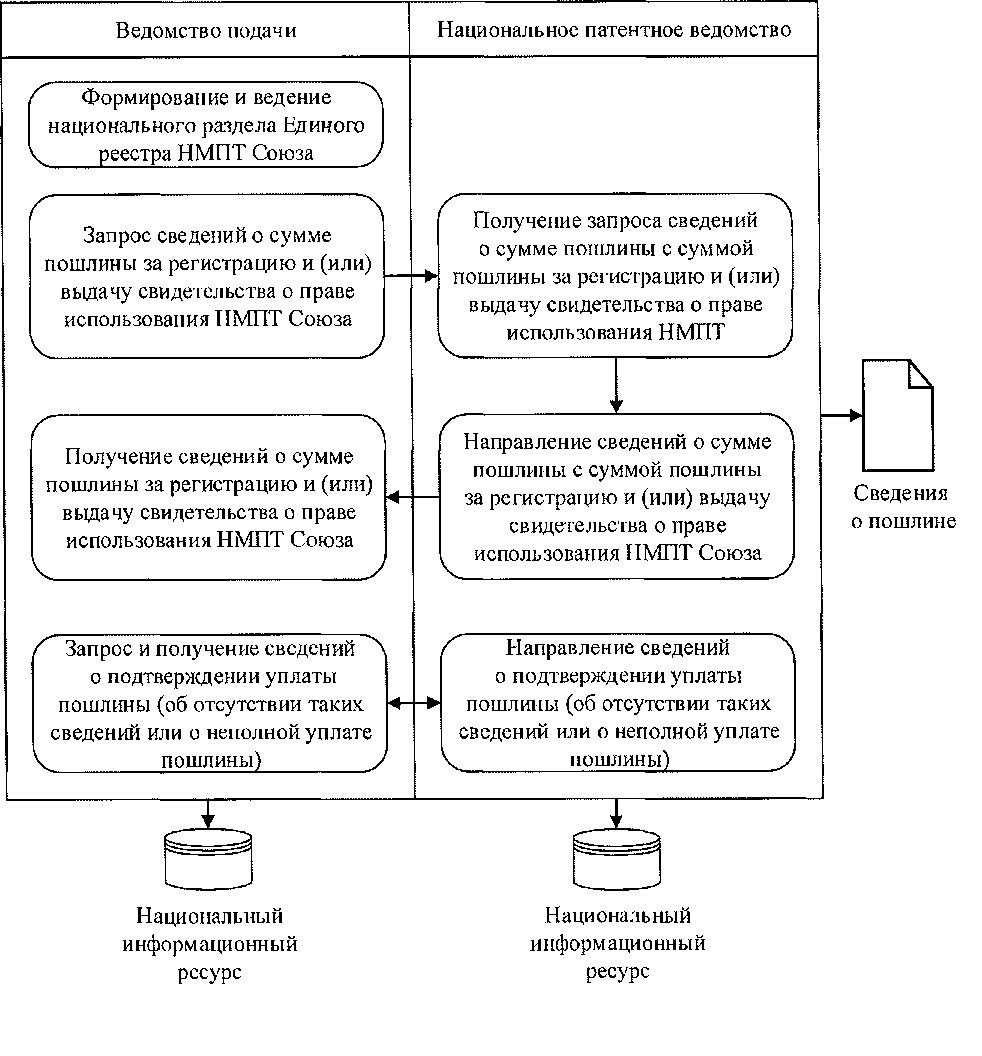 Ведомство подачи
Национальное патентное ведомство
Формирование и ведение
национального раздела Единого
реестра НМПТ Союза
Запрос сведений о сумме
пошлины за регистрацию и (или)
выдачу свидетельства о праве
использования НМПТ Союза
Получение запроса сведений
о сумме пошлины с суммой
пошлины за регистрацию и (или)
выдачу свидетельства о праве
использования НМПТ
Получение сведений о сумме
пошлины за регистрацию и (или)
выдачу свидетельства о праве
использования НМПТ Союза
Направление сведений о сумме
пошлины с суммой пошлины
за регистрацию и (или) выдачу
свидетельства о праве
использования НМПТ Союза
Сведения
о пошлине
Запрос и получение сведений
о подтверждении уплаты
пошлины (об отсутствии таких
сведений или о неполной уплате
пошлины)
Направление сведений
о подтверждении уплаты
пошлины (об отсутствии таких
сведений или о неполной уплате
пошлины)
Национальный
информационный
ресурс
Национальный
информационный
ресурс